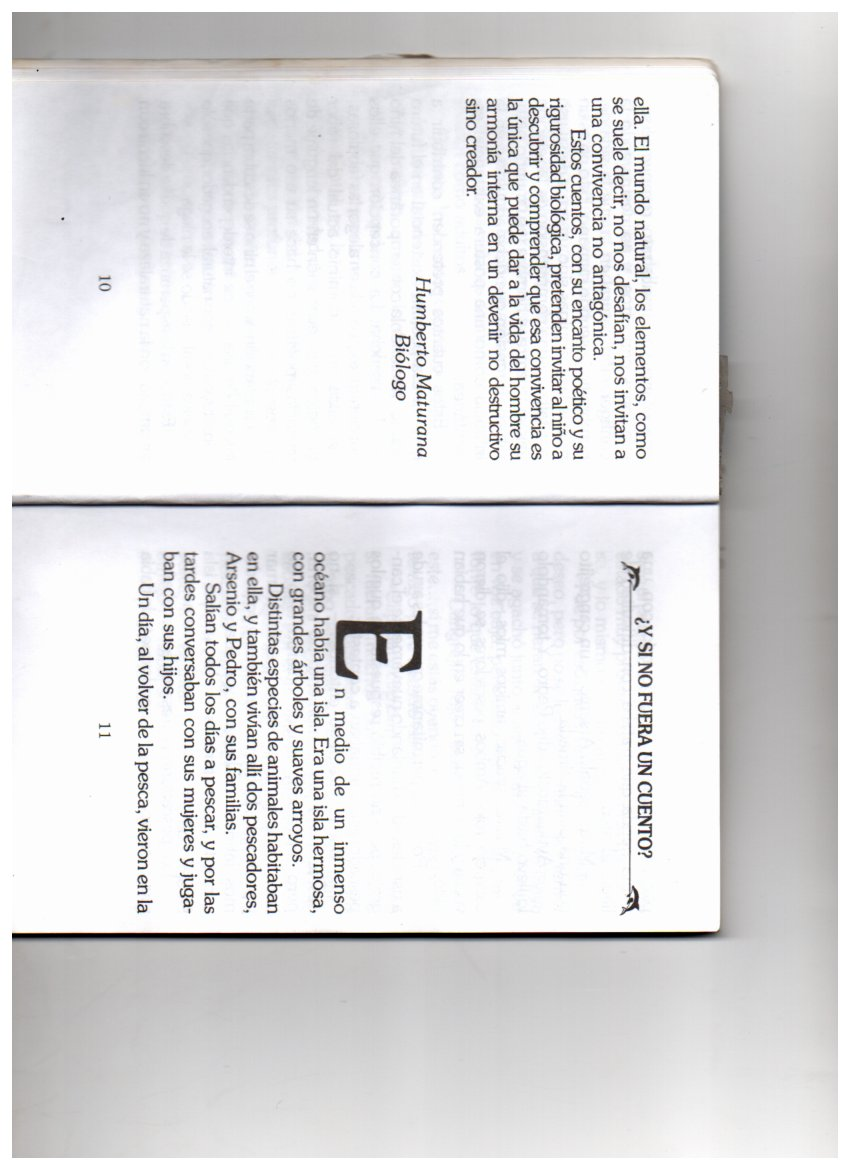 ella. El mundo natural, los elementos, como
se suele decir, no nos desafían, nos invitan a
una convivencia no antagónica.
Estos cuentos, con su encanto poético y su
rigurosidad biológica, pretenden invitar al niño a
descubrir y comprender que esa convivencia es
la única que puede dar a la vida del hombre su
armonía interna en un devenir no destructivo
sino creador.
Humberto Maturana
Biólogo
10
¿Y SI NO FUERA UN CUENTO?
En medio de un inmenso
océano había una isla. Era una isla hermosa,
con grandes árboles y suaves arroyos.
Distintas especies de animales habitaban
en ella, y también vivían allí dos pescadores,
Arsenio y Pedro, con sus familias.
Salían todos los días a pescar, y por las
tardes conversaban con sus mujeres y juga-
ban con sus hijos.
Un día, al volver de la pesca, vieron en la
11